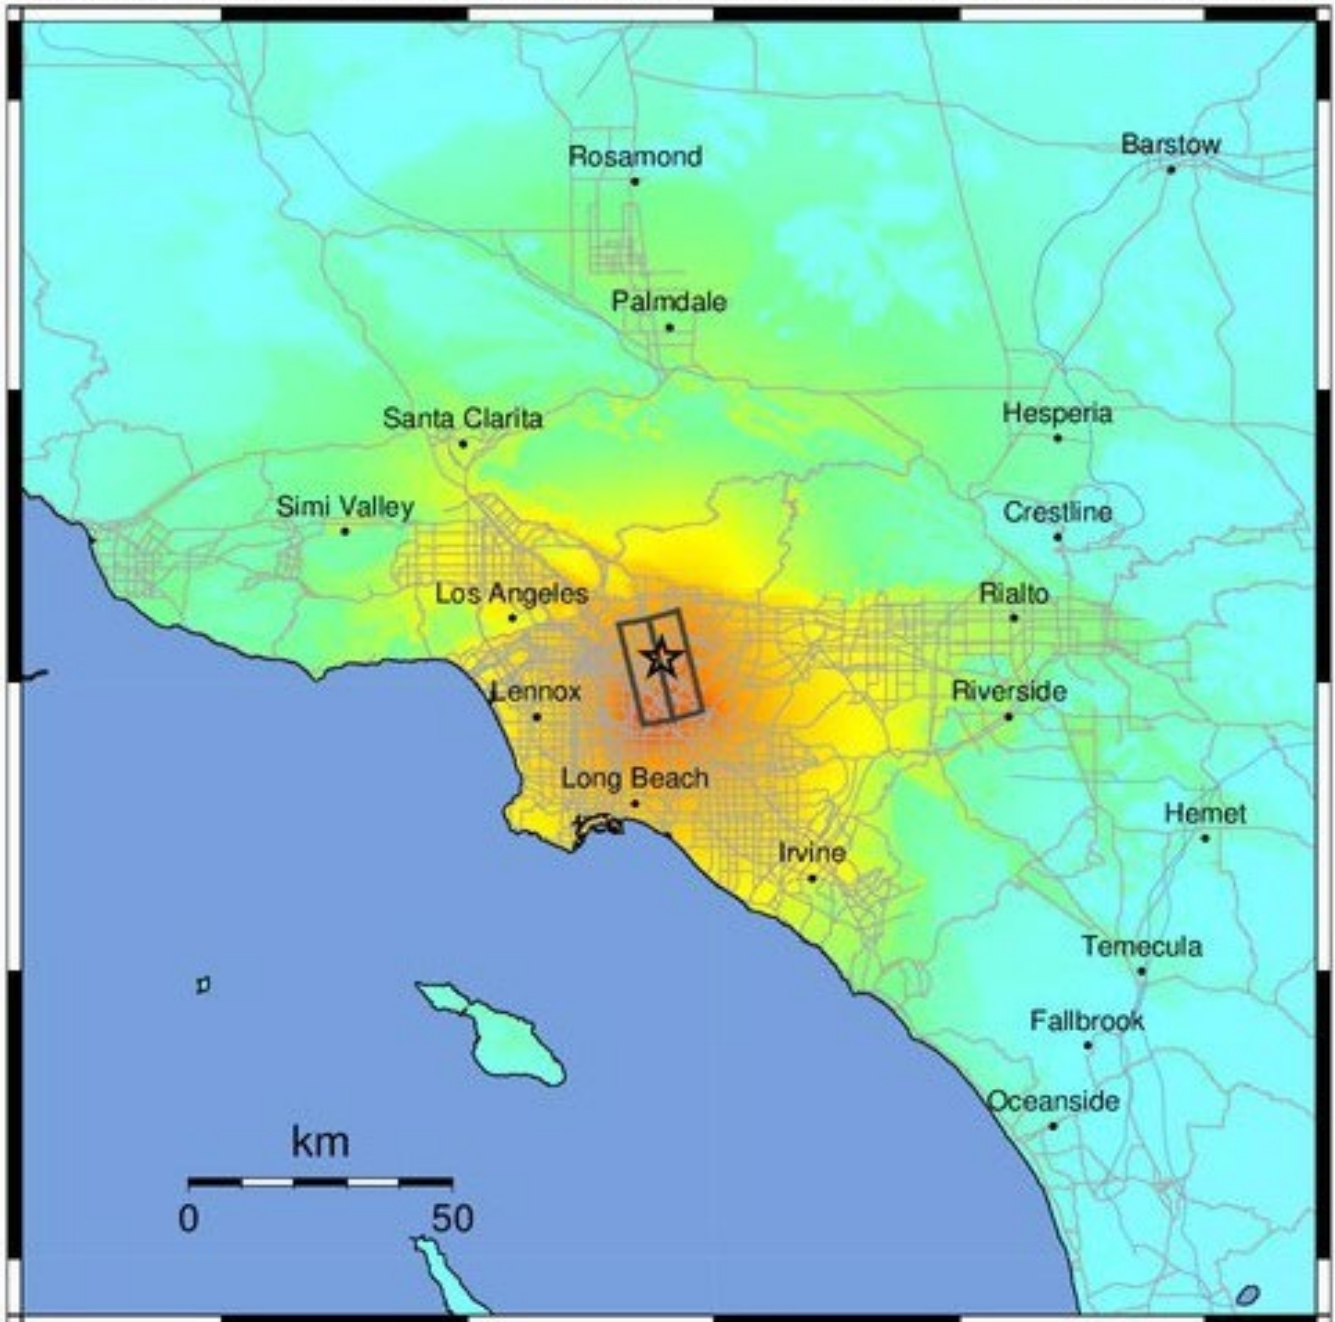 Barstow
Rosamond
Palmdale
Hesperia
Santa Clarita
Simi Valley
Crestline
Los Angeles
Rialto
Lennox
Riverside
Long Beach
Hemet
Irvine
Temecula
Fallbrook
Oceanside
km
0 50